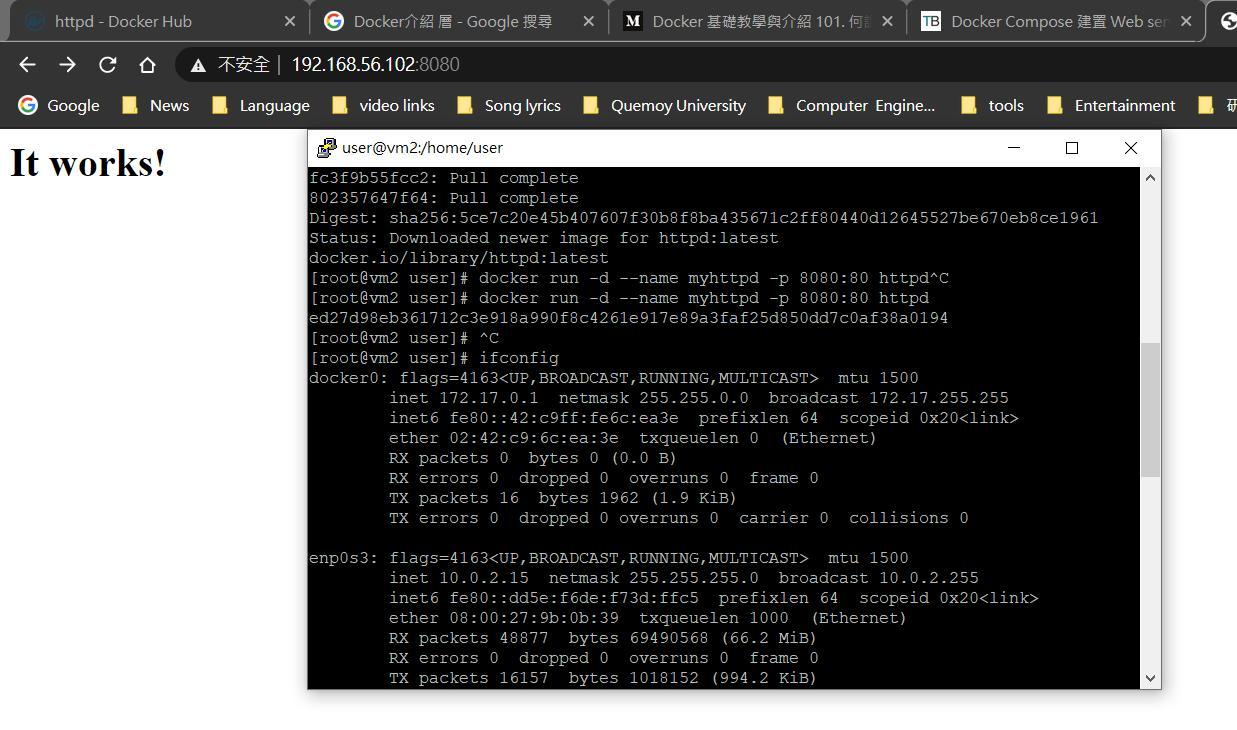 httpd - Docker Hub
Docker介紹 層 - Google 搜尋
Docker 基礎教學與介紹 101. 何
Docker Compose 建置 Web ser
不安全 | 192.168.56.102:8080
Google News Language video links Song lyrics Quemoy University Computer Engine... tools Entertainment 研
It works!
user@vm2:/home/user
fc3f9b55fcc2: Pull complete
802357647f64: Pull complete
Digest: sha256:5ce7c20e45b407607f30b8f8ba435671c2ff80440d12645527be670eb8ce1961
Status: Downloaded newer image for httpd:latest
docker.io/library/httpd:latest
[root@vm2 user]# docker run -d --name myhttpd -p 8080:80 httpd^C
[root@vm2 user]# docker run -d --name myhttpd -p 8080:80 httpd
ed27d98eb361712c3e918a990f8c4261e917e89a3faf25d850dd7c0af38a0194
[root@vm2 user]# ^C
[root@vm2 user]# ifconfig
docker0: flags=4163<UP,BROADCAST,RUNNING,MULTICAST>  mtu 1500
        inet 172.17.0.1  netmask 255.255.0.0  broadcast 172.17.255.255
        inet6 fe80::42:c9ff:fe6c:ea3e  prefixlen 64  scopeid 0x20<link>
        ether 02:42:c9:6c:ea:3e  txqueuelen 0  (Ethernet)
        RX packets 0  bytes 0 (0.0 B)
        RX errors 0  dropped 0  overruns 0  frame 0
        TX packets 16  bytes 1962 (1.9 KiB)
        TX errors 0  dropped 0 overruns 0  carrier 0  collisions 0
enp0s3: flags=4163<UP,BROADCAST,RUNNING,MULTICAST>  mtu 1500
        inet 10.0.2.15  netmask 255.255.255.0  broadcast 10.0.2.255
        inet6 fe80::dd5e:f6de:f73d:ffc5  prefixlen 64  scopeid 0x20<link>
        ether 08:00:27:9b:0b:39  txqueuelen 1000  (Ethernet)
        RX packets 48877  bytes 69490568 (66.2 MiB)
        RX errors 0  dropped 0  overruns 0  frame 0
        TX packets 16157  bytes 1018152 (994.2 KiB)